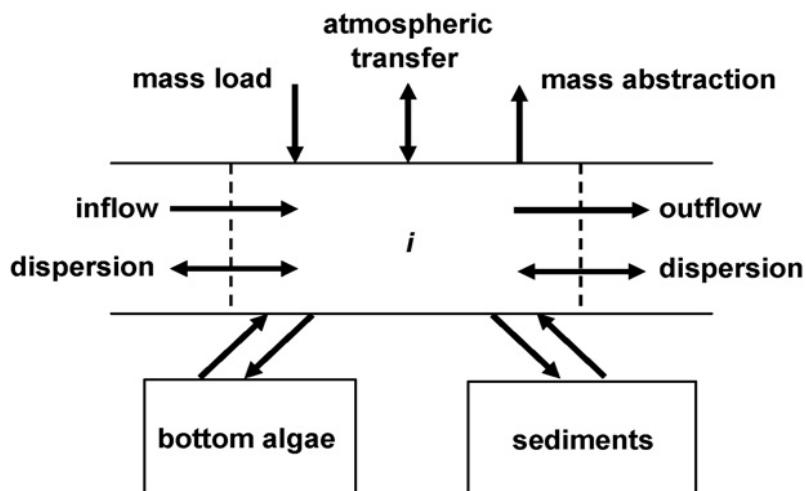 atmospheric
transfer
mass load
mass abstraction
inflow
outflow
i
dispersion
dispersion
bottom algae
sediments